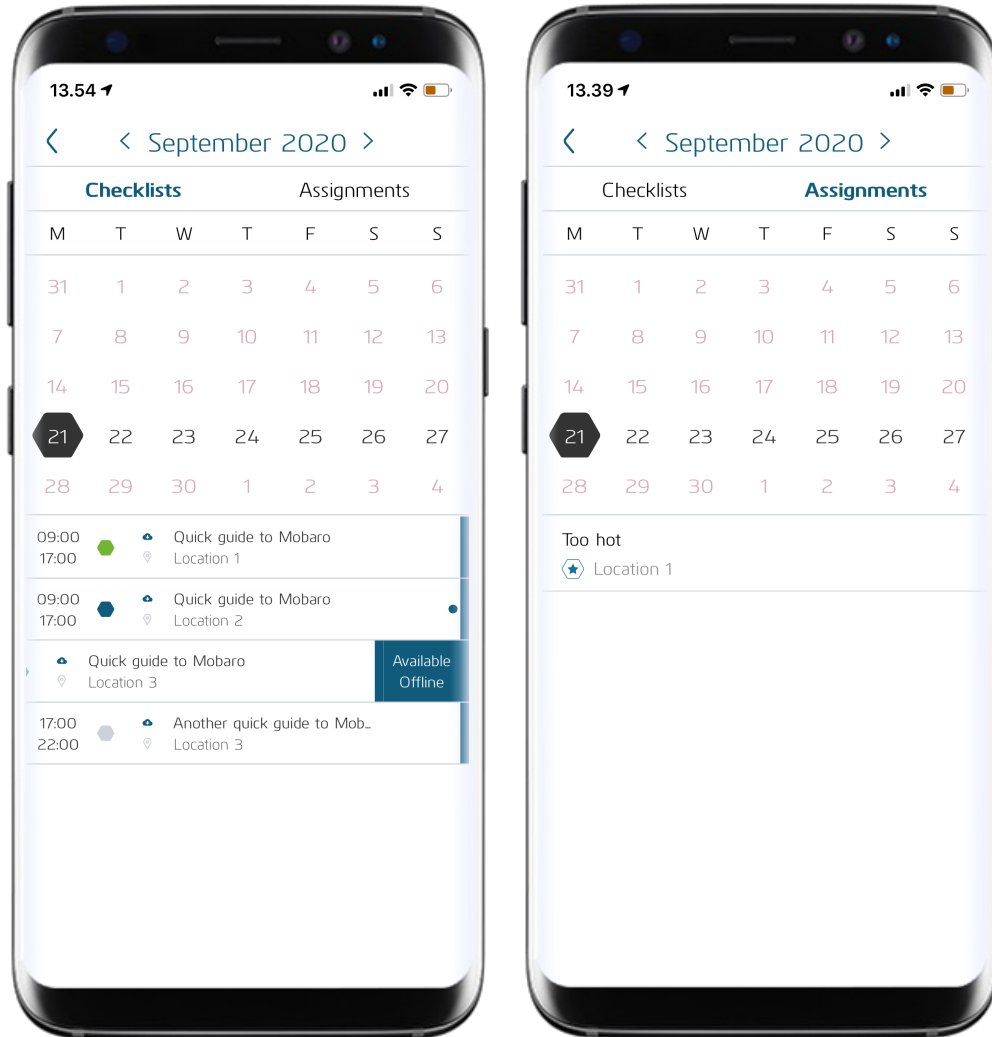 13.54
September 2020
Checklists Assignments
M T W T F S S
31 1 2 3 4 5 6
7 8 9 10 11 12 13
14 15 16 17 18 19 20
21 22 23 24 25 26 27
28 29 30 1 2 3 4
09:00 Quick guide to Mobaro
17:00 Location 1
09:00 Quick guide to Mobaro
17:00 Location 2
Quick guide to Mobaro Available
Location 3 Offline
17:00 Another quick guide to Mob...
22:00 Location 3
13.39
September 2020
Checklists Assignments
M T W T F S S
31 1 2 3 4 5 6
7 8 9 10 11 12 13
14 15 16 17 18 19 20
21 22 23 24 25 26 27
28 29 30 1 2 3 4
Too hot
Location 1